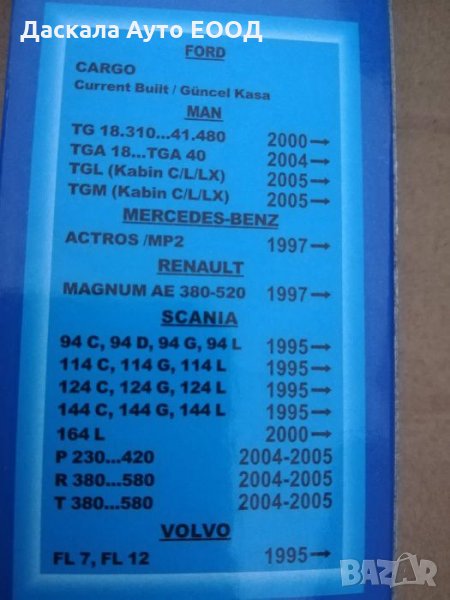 Даскала Ауто ЕООД
FORD
CARGO
Current Built / Güncel Kasa
MAN
TG 18.310...41.480 2000→
TGA 18...TGA 40 2004→
TGL (Kabin C/L/LX) 2005→
TGM (Kabin C/L/LX) 2005→
MERCEDES-BENZ
ACTROS /MP2 1997→
RENAULT
MAGNUM AE 380-520 1997→
SCANIA
94 C, 94 D, 94 G, 94 L 1995→
114 C, 114 G, 114 L 1995→
124 C, 124 G, 124 L 1995→
144 C, 144 G, 144 L 1995→
164 L 2000→
P 230...420 2004-2005
R 380...580 2004-2005
T 380...580 2004-2005
VOLVO
FL 7, FL 12 1995→
BAZAR